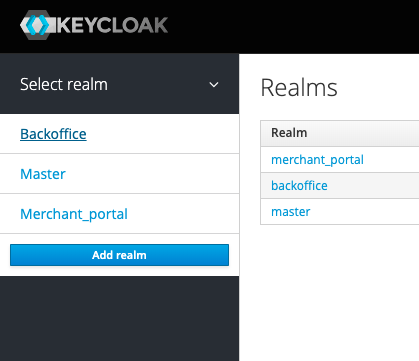 KEYCLOAK
Select realm
Backoffice
Master
Merchant_portal
Add realm
Realms
Realm
merchant_portal
backoffice
master